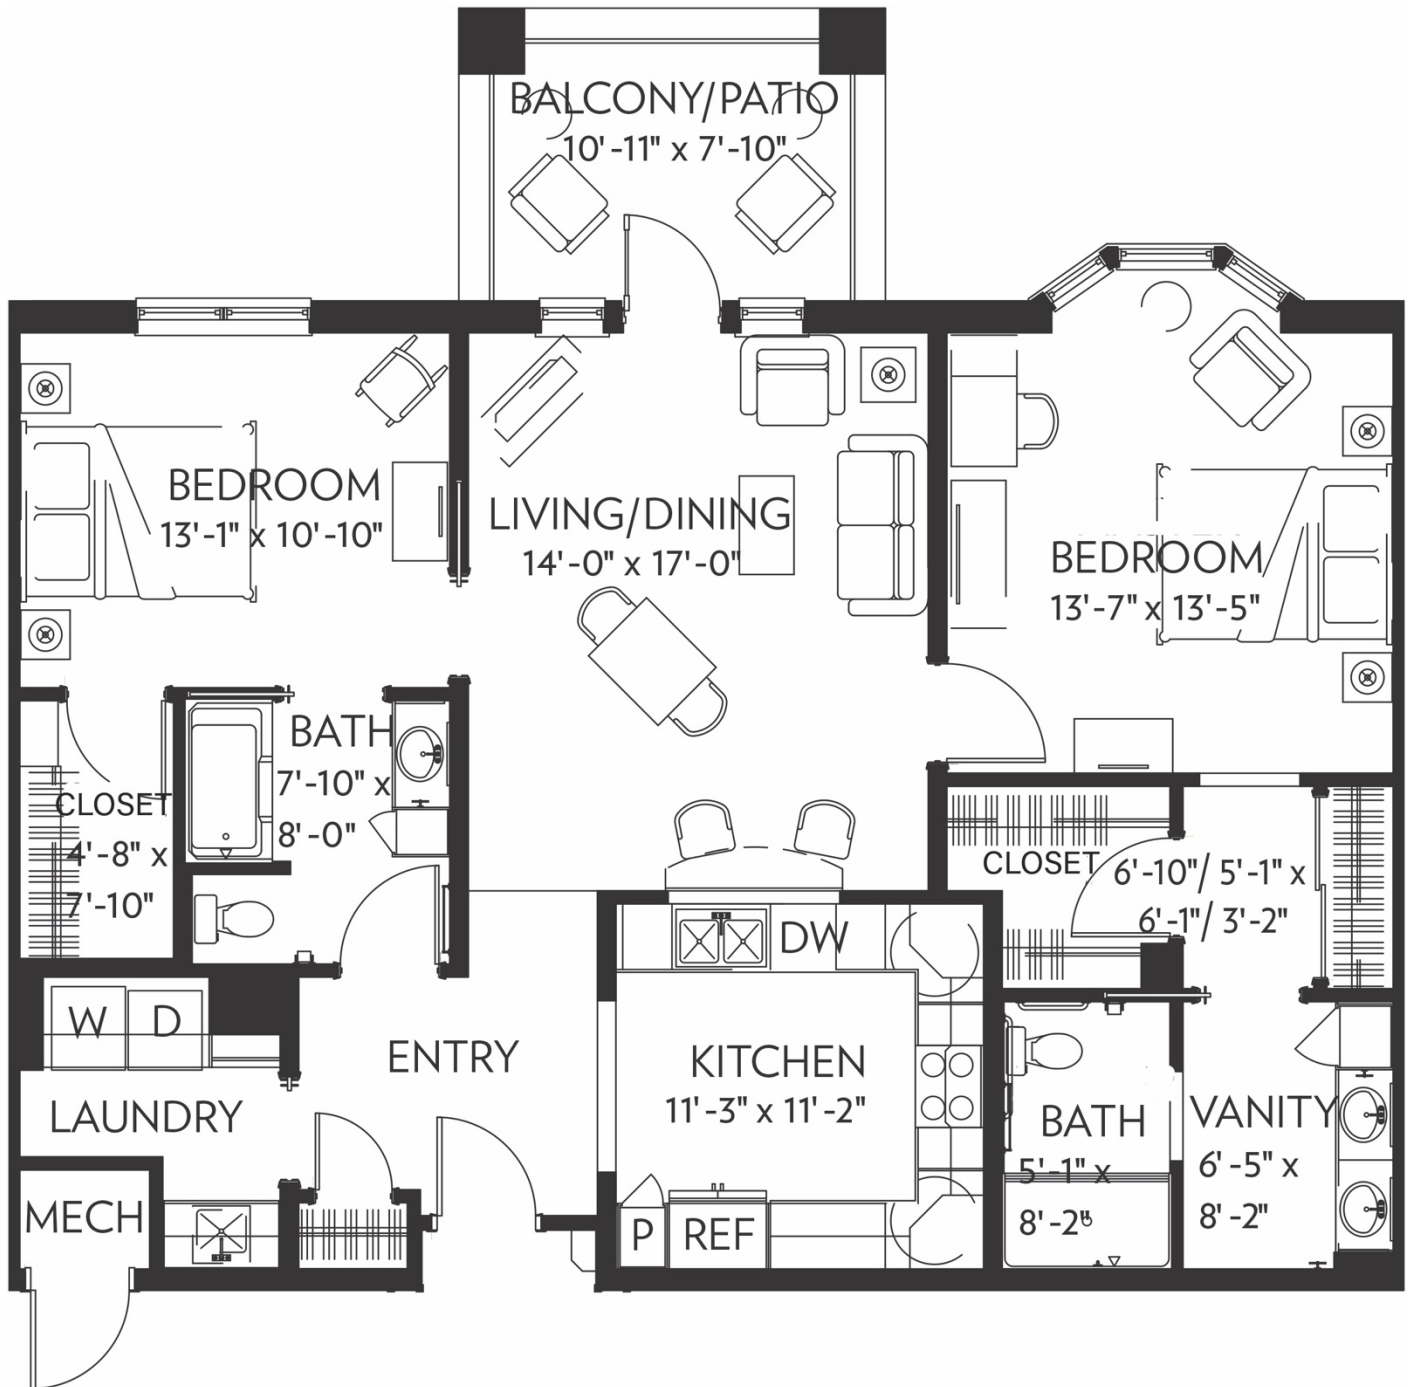 BALCONY/PATIO
10'-11" x 7'-10"
BEDROOM
13'-1" x 10'-10"
LIVING/DINING
14'-0" x 17'-0"
BEDROOM
13'-7" x 13'-5"
BATH
7'-10" x
8'-0"
CLOSET
4'-8" x
7'-10"
CLOSET
6'-10"/ 5'-1" x
6'-1"/ 3'-2"
DW
W
D
ENTRY
KITCHEN
11'-3" x 11'-2"
LAUNDRY
BATH
5'-1" x
8'-2"
VANITY
6'-5" x
8'-2"
MECH
P
REF